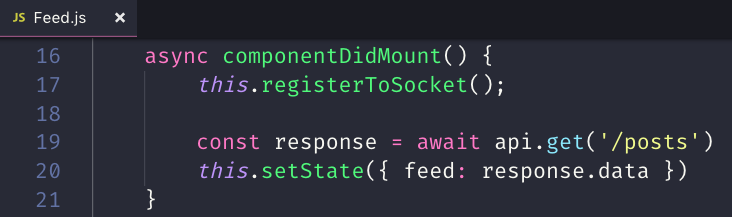 JS Feed.js ×
16 async componentDidMount() {
17 this.registerToSocket();
18
19 const response = await api.get('/posts')
20 this.setState({ feed: response.data })
21 }